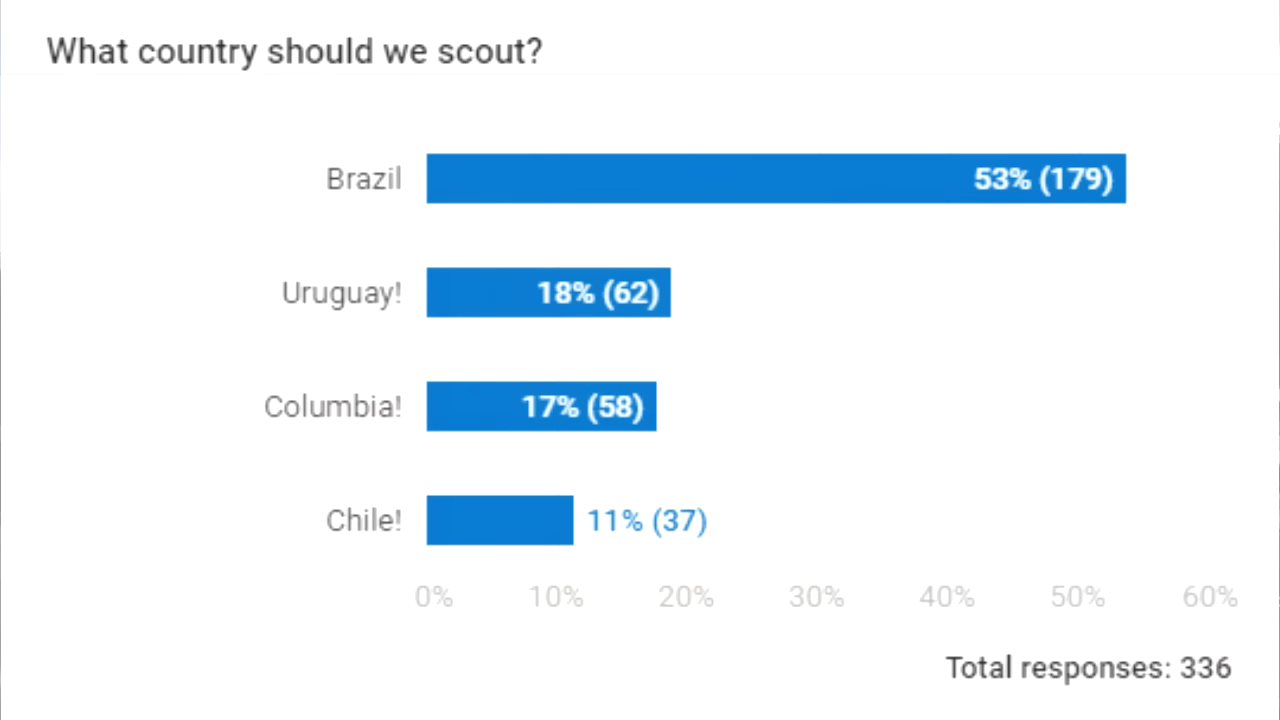 What country should we scout?
Brazil 53% (179)
Uruguay! 18% (62)
Columbia! 17% (58)
Chile! 11% (37)
0% 10% 20% 30% 40% 50% 60%
Total responses: 336